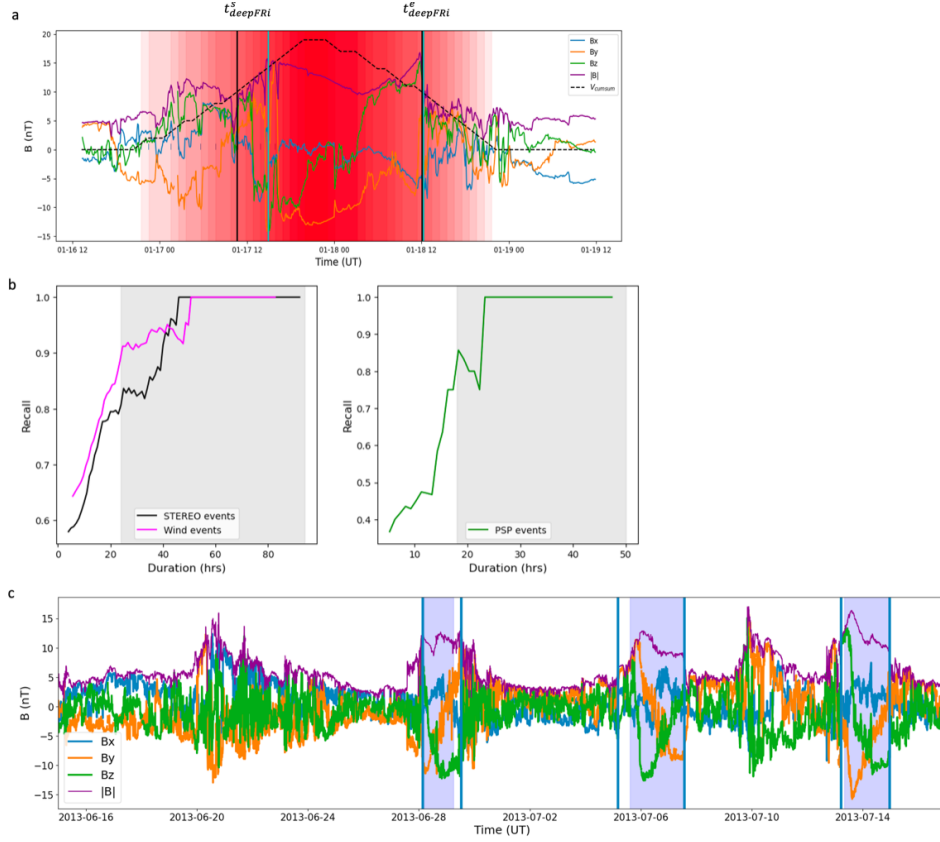 t^s_deepFRi t^e_deepFRi
a
20
15
10
5
0
−5
−10
−15
B (nT)
Bx
By
Bz
|B|
V_cumsum
01-16 12 01-17 00 01-17 12 01-18 00 01-18 12 01-19 00 01-19 12
Time (UT)
b
1.0
0.9
0.8
0.7
0.6
Recall
STEREO events
Wind events
0 20 40 60 80
Duration (hrs)
1.0
0.9
0.8
0.7
0.6
0.5
0.4
Recall
PSP events
10 20 30 40 50
Duration (hrs)
c
15
10
5
0
−5
−10
−15
B (nT)
Bx
By
Bz
|B|
2013-06-16 2013-06-20 2013-06-24 2013-06-28 2013-07-02 2013-07-06 2013-07-10 2013-07-14
Time (UT)